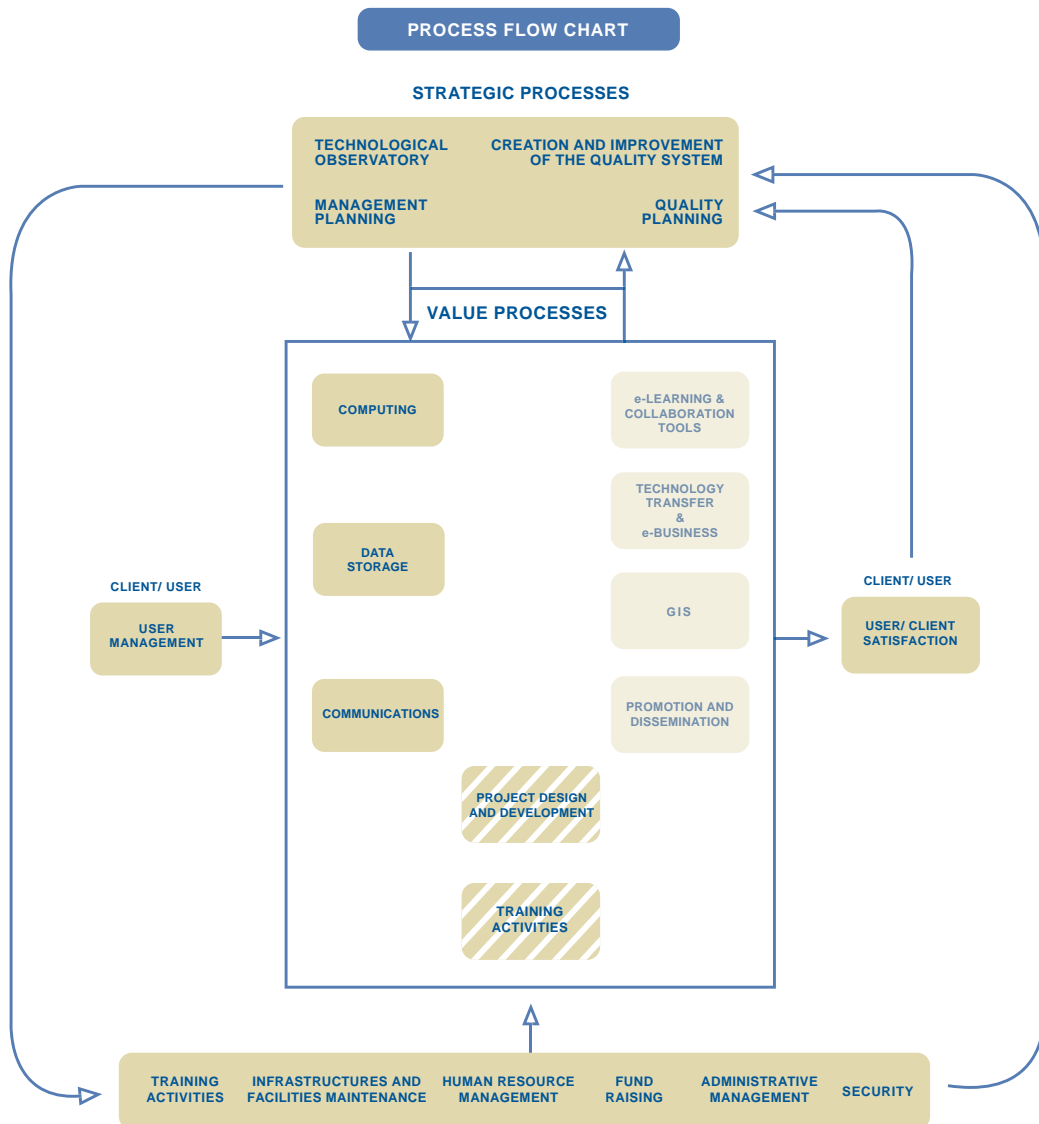 PROCESS FLOW CHART
STRATEGIC PROCESSES
TECHNOLOGICAL
OBSERVATORY
CREATION AND IMPROVEMENT
OF THE QUALITY SYSTEM
MANAGEMENT
PLANNING
QUALITY
PLANNING
VALUE PROCESSES
COMPUTING
e-LEARNING &
COLLABORATION
TOOLS
TECHNOLOGY
TRANSFER
&
e-BUSINESS
DATA
STORAGE
CLIENT/ USER
USER
MANAGEMENT
GIS
CLIENT/ USER
USER/ CLIENT
SATISFACTION
COMMUNICATIONS
PROMOTION AND
DISSEMINATION
PROJECT DESIGN
AND DEVELOPMENT
TRAINING
ACTIVITIES
TRAINING
ACTIVITIES
INFRASTRUCTURES AND
FACILITIES MAINTENANCE
HUMAN RESOURCE
MANAGEMENT
FUND
RAISING
ADMINISTRATIVE
MANAGEMENT
SECURITY